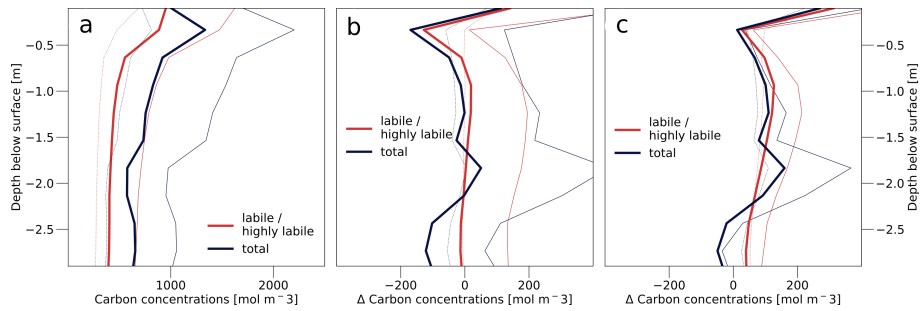 a
b
c
Depth below surface [m]
−0.5
−1.0
−1.5
−2.0
−2.5
labile /
highly labile
total
1000
2000
Carbon concentrations [mol m⁻3]
labile /
highly labile
total
−200
0
200
Δ Carbon concentrations [mol m⁻3]
labile /
highly labile
total
−200
0
200
Δ Carbon concentrations [mol m⁻3]
−0.5
−1.0
−1.5
−2.0
−2.5
Depth below surface [m]